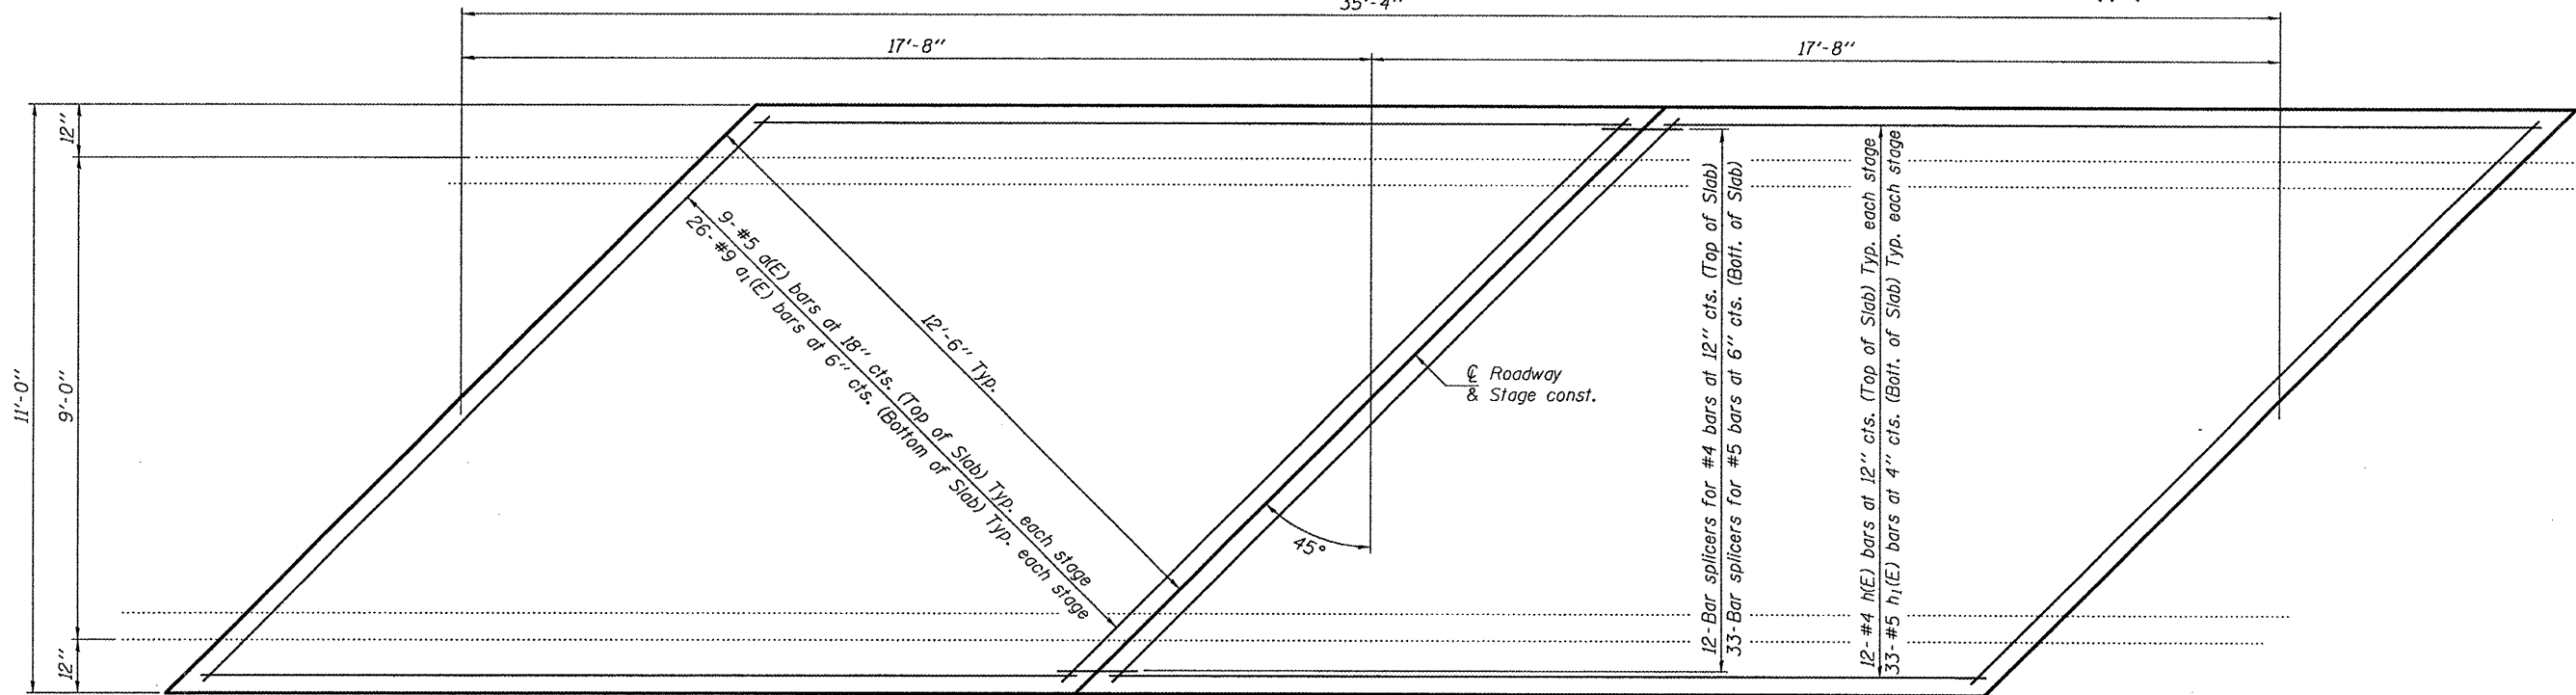 35'-4"
17'-8"
17'-8"
12"
11'-0"
9'-0"
12"
9-#5 a(E) bars at 18" cts. (Top of Slab) Typ. each stage
26-#9 a1(E) bars at 6" cts. (Bottom of Slab) Typ. each stage
12'-6" Typ.
℄ Roadway
& Stage const.
45°
12-Bar splicers for #4 bars at 12" cts. (Top of Slab)
33-Bar splicers for #5 bars at 6" cts. (Bott. of Slab)
12-#4 h(E) bars at 12" cts. (Top of Slab) Typ. each stage
33-#5 h1(E) bars at 4" cts. (Bott. of Slab) Typ. each stage